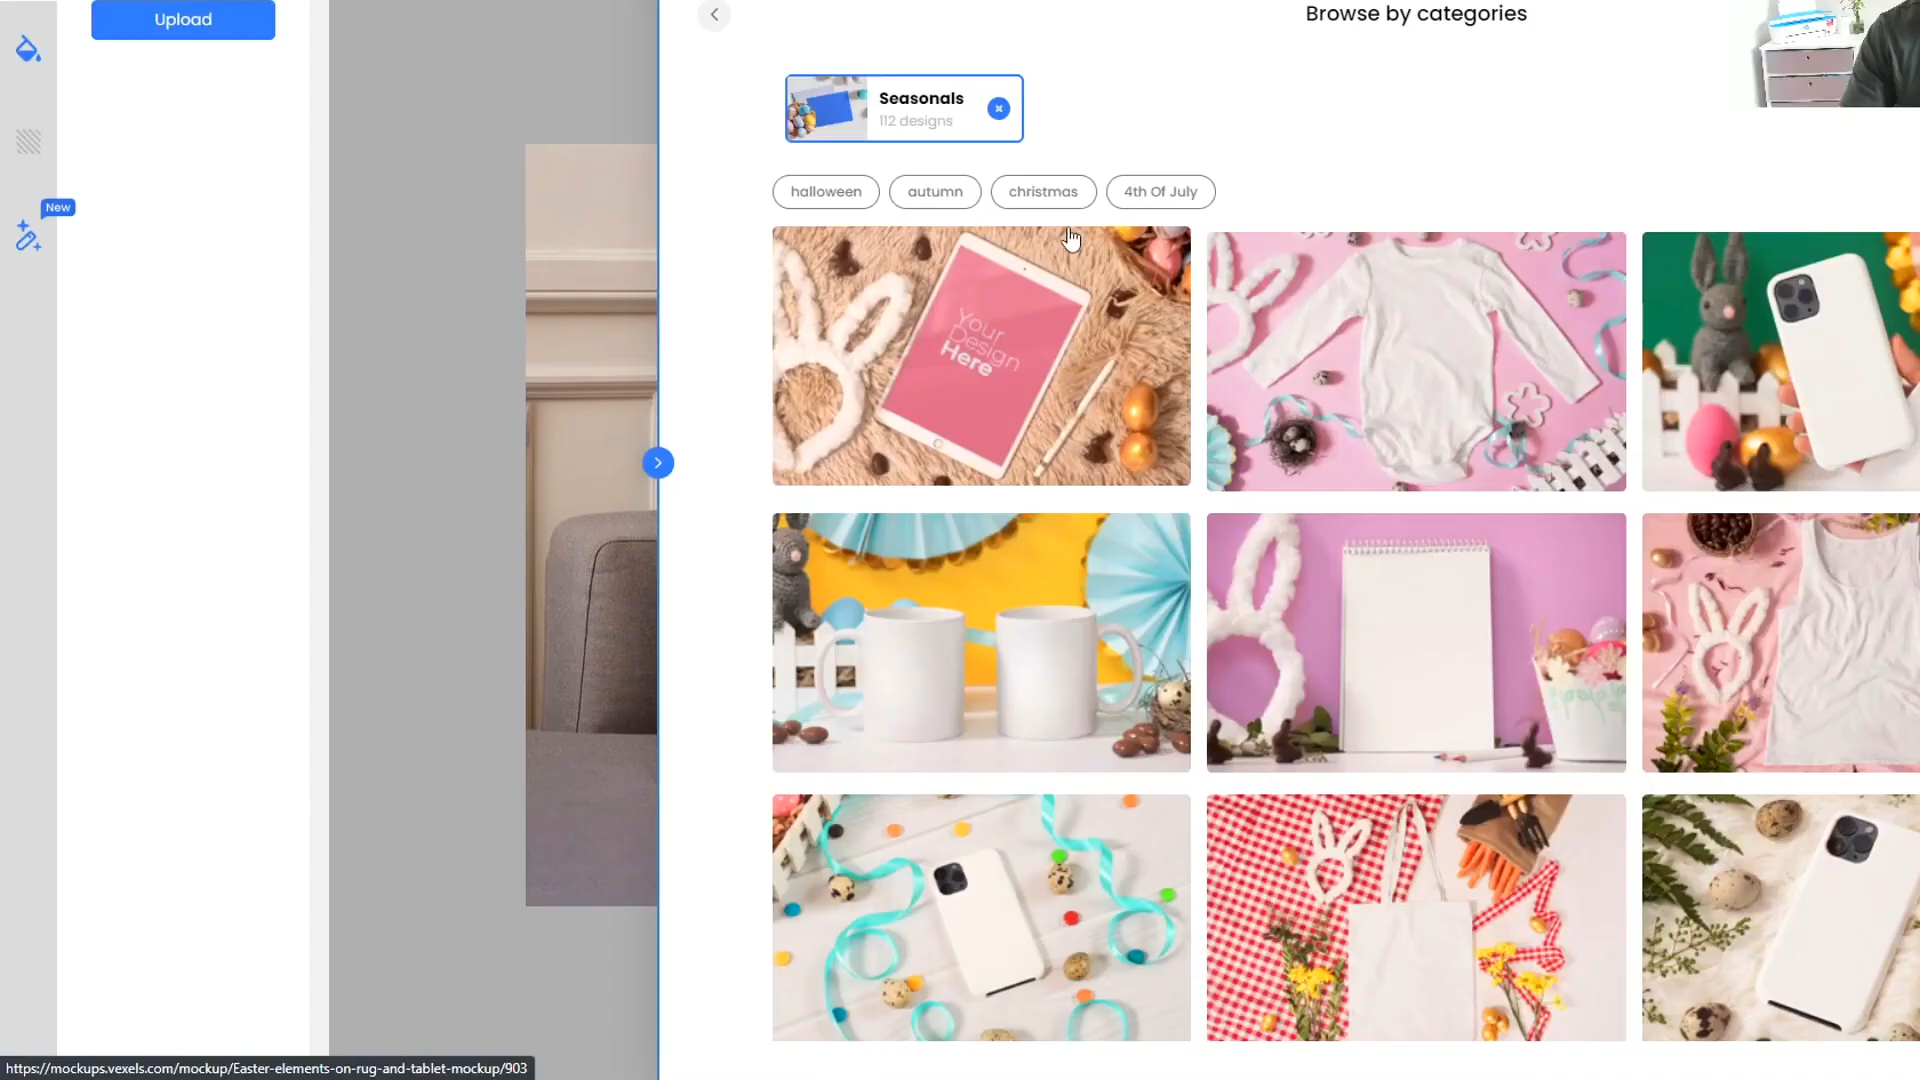 Upload
New
Browse by categories
Seasonals
112 designs
halloween
autumn
christmas
4th Of July
Your
Design
Here
https://mockups.vexels.com/mockup/Easter-elements-on-rug-and-tablet-mockup/903